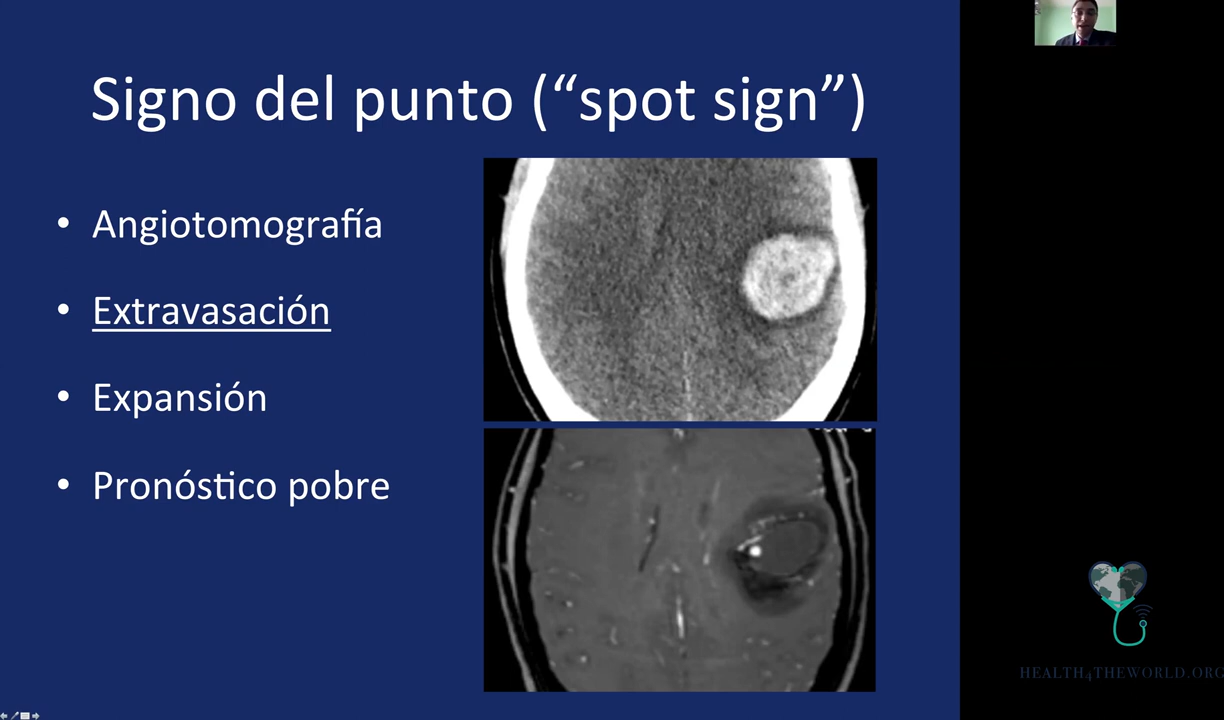 Signo del punto (“spot sign”)
• Angiotomografía
• Extravasación
• Expansión
• Pronóstico pobre
HEALTH4THEWORLD.ORG